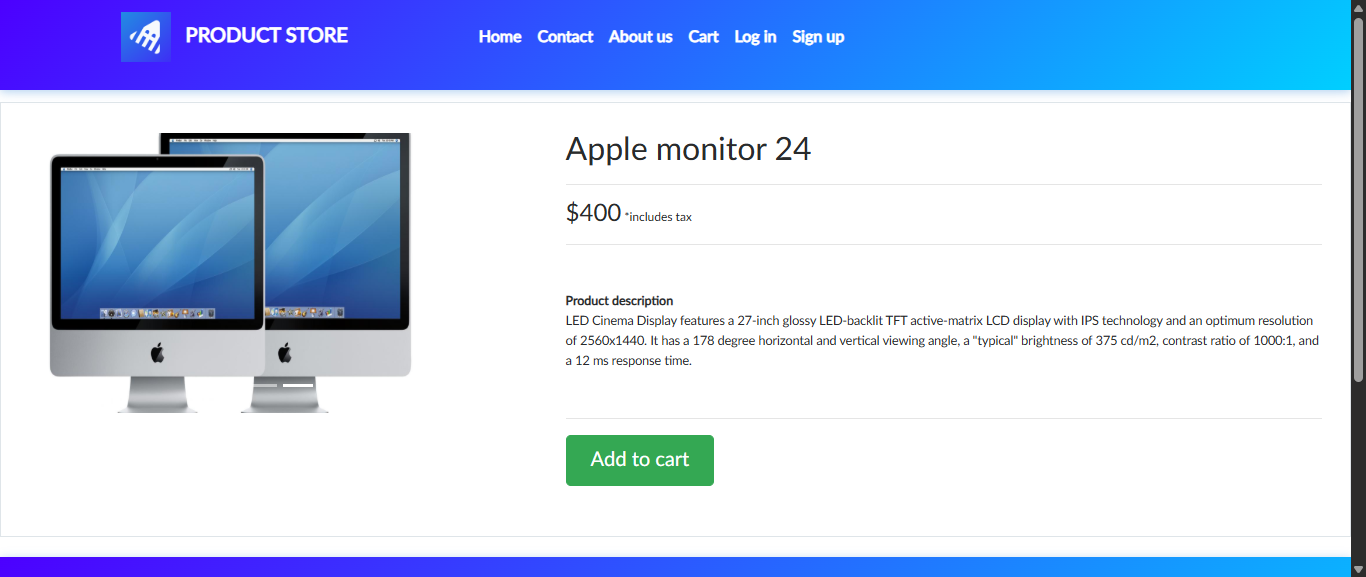 PRODUCT STORE
Home Contact About us Cart Log in Sign up
Apple monitor 24
$400 *includes tax
Product description
LED Cinema Display features a 27-inch glossy LED-backlit TFT active-matrix LCD display with IPS technology and an optimum resolution
of 2560x1440. It has a 178 degree horizontal and vertical viewing angle, a "typical" brightness of 375 cd/m2, contrast ratio of 1000:1, and
a 12 ms response time.
Add to cart